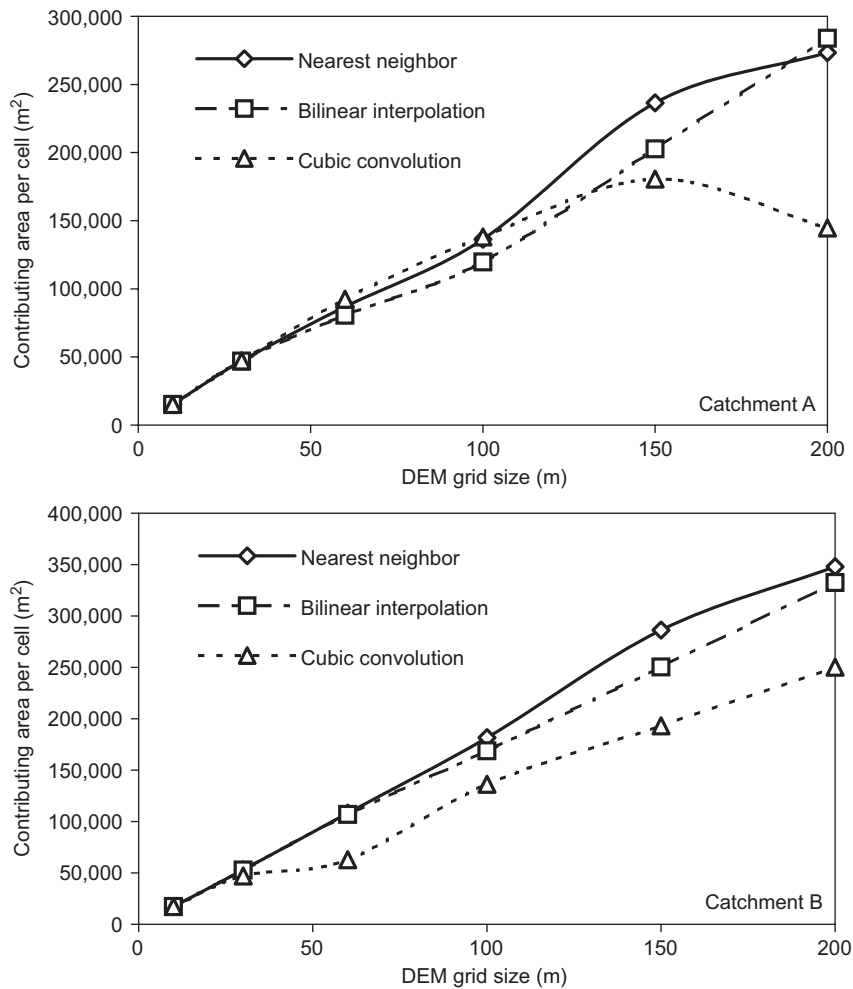 300,000
250,000
200,000
150,000
100,000
50,000
0
Contributing area per cell (m²)
Nearest neighbor
Bilinear interpolation
Cubic convolution
Catchment A
0 50 100 150 200
DEM grid size (m)
400,000
350,000
300,000
250,000
200,000
150,000
100,000
50,000
0
Contributing area per cell (m²)
Nearest neighbor
Bilinear interpolation
Cubic convolution
Catchment B
0 50 100 150 200
DEM grid size (m)